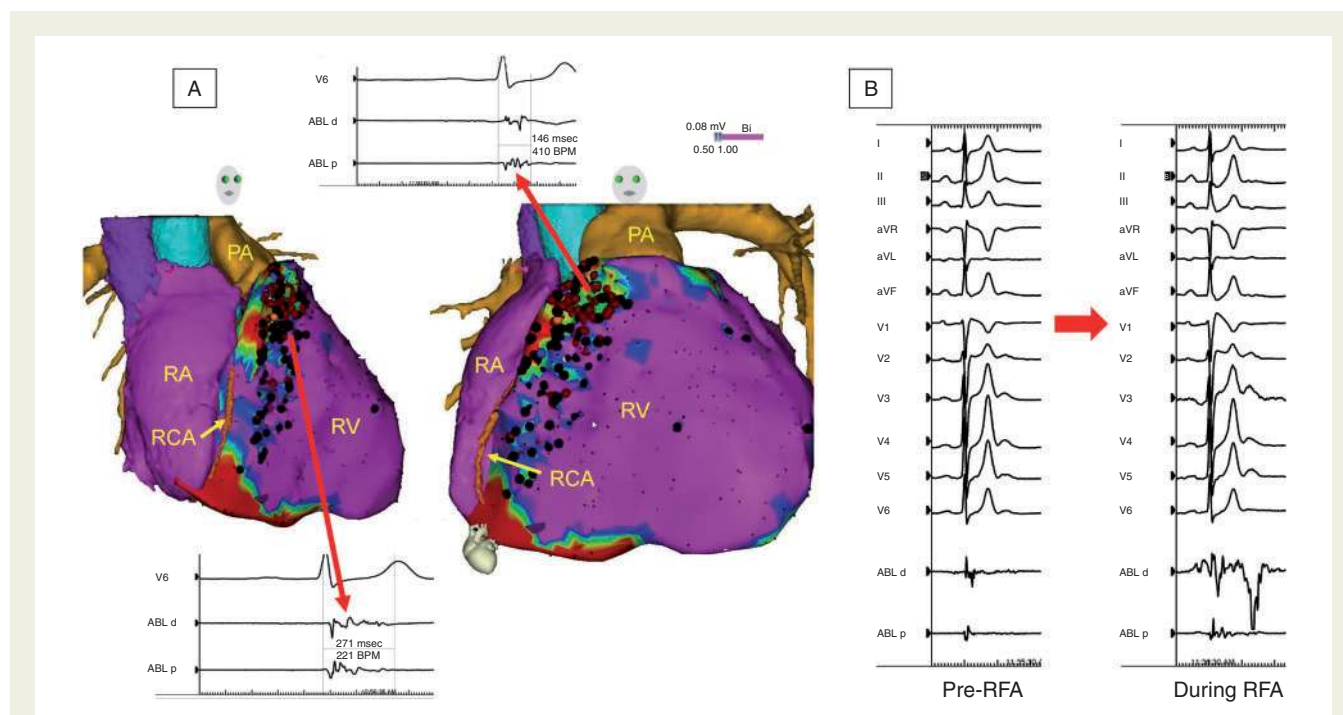 A
V6
ABL d
ABL p
146 msec
410 BPM
0.08 mV Bi
0.50 1.00
PA
RA
RV
RCA
PA
RA
RV
RCA
V6
ABL d
ABL p
271 msec
221 BPM
B
I
II
III
aVR
aVL
aVF
V1
V2
V3
V4
V5
V6
ABL d
ABL p
Pre-RFA
I
II
III
aVR
aVL
aVF
V1
V2
V3
V4
V5
V6
ABL d
ABL p
During RFA